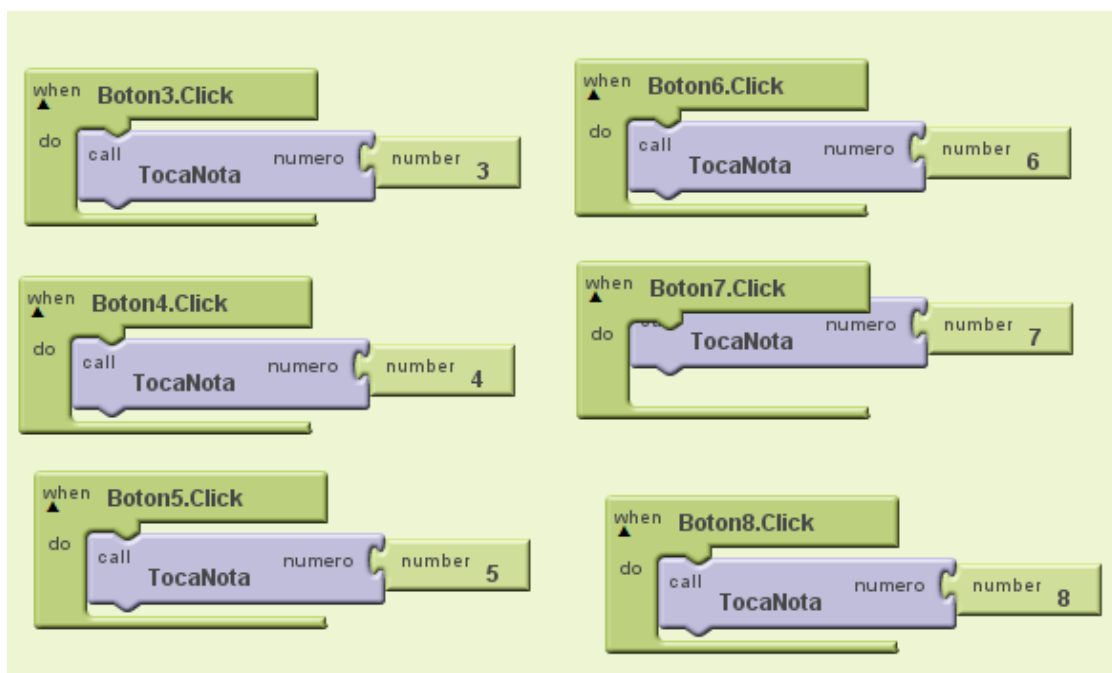 when Boton3.Click
do
call TocaNota numero number 3
when Boton4.Click
do
call TocaNota numero number 4
when Boton5.Click
do
call TocaNota numero number 5
when Boton6.Click
do
call TocaNota numero number 6
when Boton7.Click
do
TocaNota numero number 7
when Boton8.Click
do
call TocaNota numero number 8